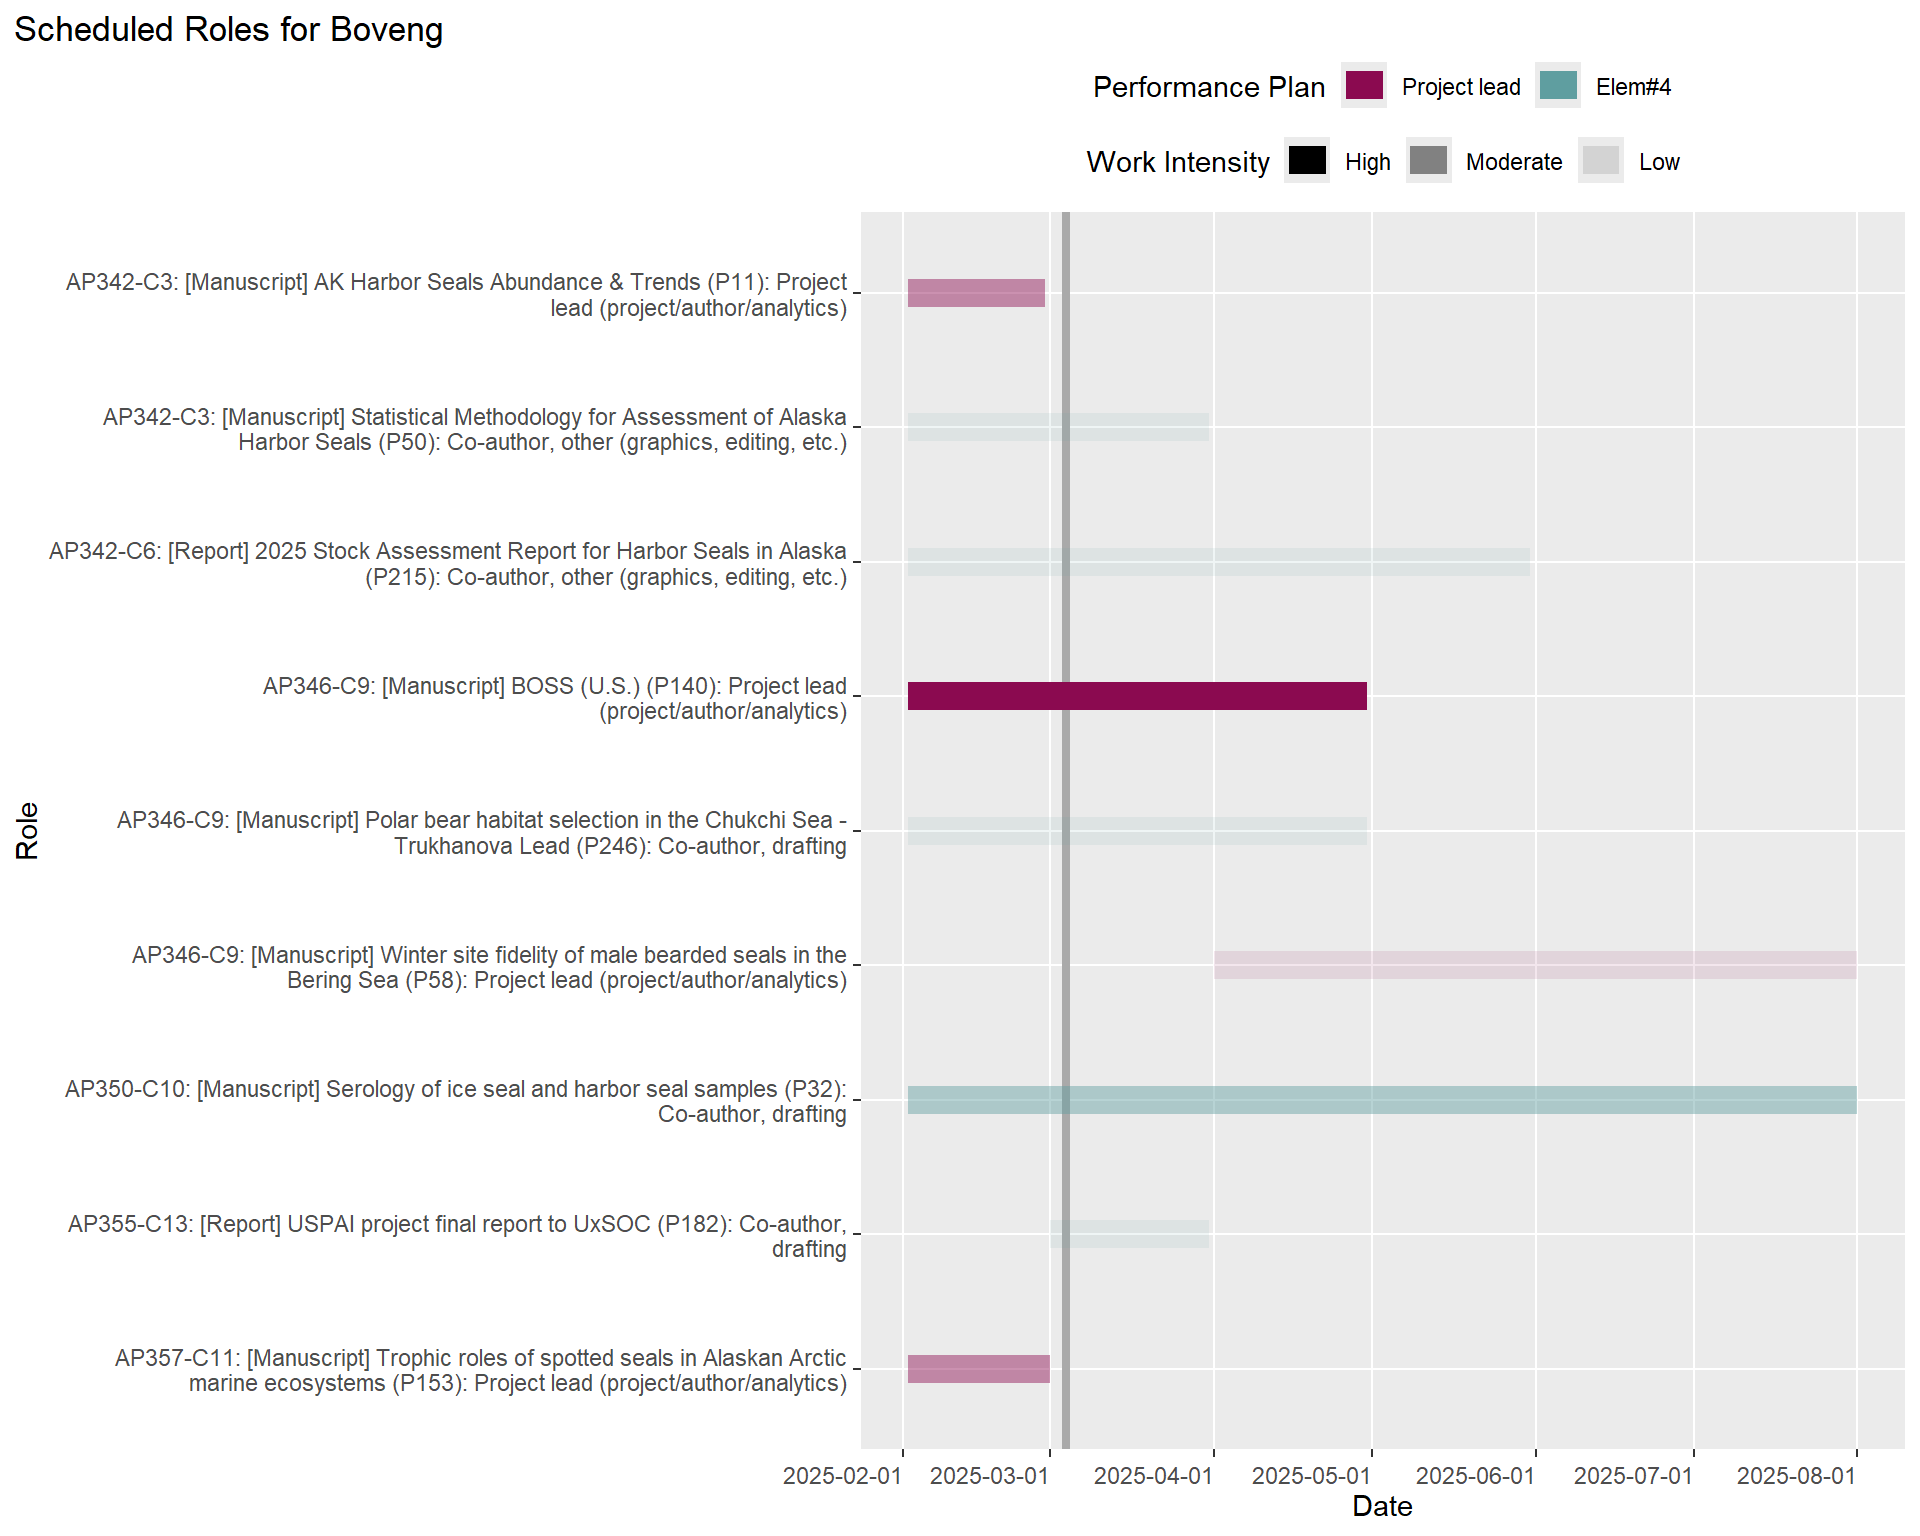 Scheduled Roles for Boveng
Performance Plan Project lead Elem#4
Work Intensity High Moderate Low
AP342-C3: [Manuscript] AK Harbor Seals Abundance & Trends (P11): Project
lead (project/author/analytics)
AP342-C3: [Manuscript] Statistical Methodology for Assessment of Alaska
Harbor Seals (P50): Co-author, other (graphics, editing, etc.)
AP342-C6: [Report] 2025 Stock Assessment Report for Harbor Seals in Alaska
(P215): Co-author, other (graphics, editing, etc.)
AP346-C9: [Manuscript] BOSS (U.S.) (P140): Project lead
(project/author/analytics)
AP346-C9: [Manuscript] Polar bear habitat selection in the Chukchi Sea -
Trukhanova Lead (P246): Co-author, drafting
AP346-C9: [Manuscript] Winter site fidelity of male bearded seals in the
Bering Sea (P58): Project lead (project/author/analytics)
AP350-C10: [Manuscript] Serology of ice seal and harbor seal samples (P32):
Co-author, drafting
AP355-C13: [Report] USPAI project final report to UxSOC (P182): Co-author,
drafting
AP357-C11: [Manuscript] Trophic roles of spotted seals in Alaskan Arctic
marine ecosystems (P153): Project lead (project/author/analytics)
Role
2025-02-01 2025-03-01 2025-04-01 2025-05-01 2025-06-01 2025-07-01 2025-08-01
Date